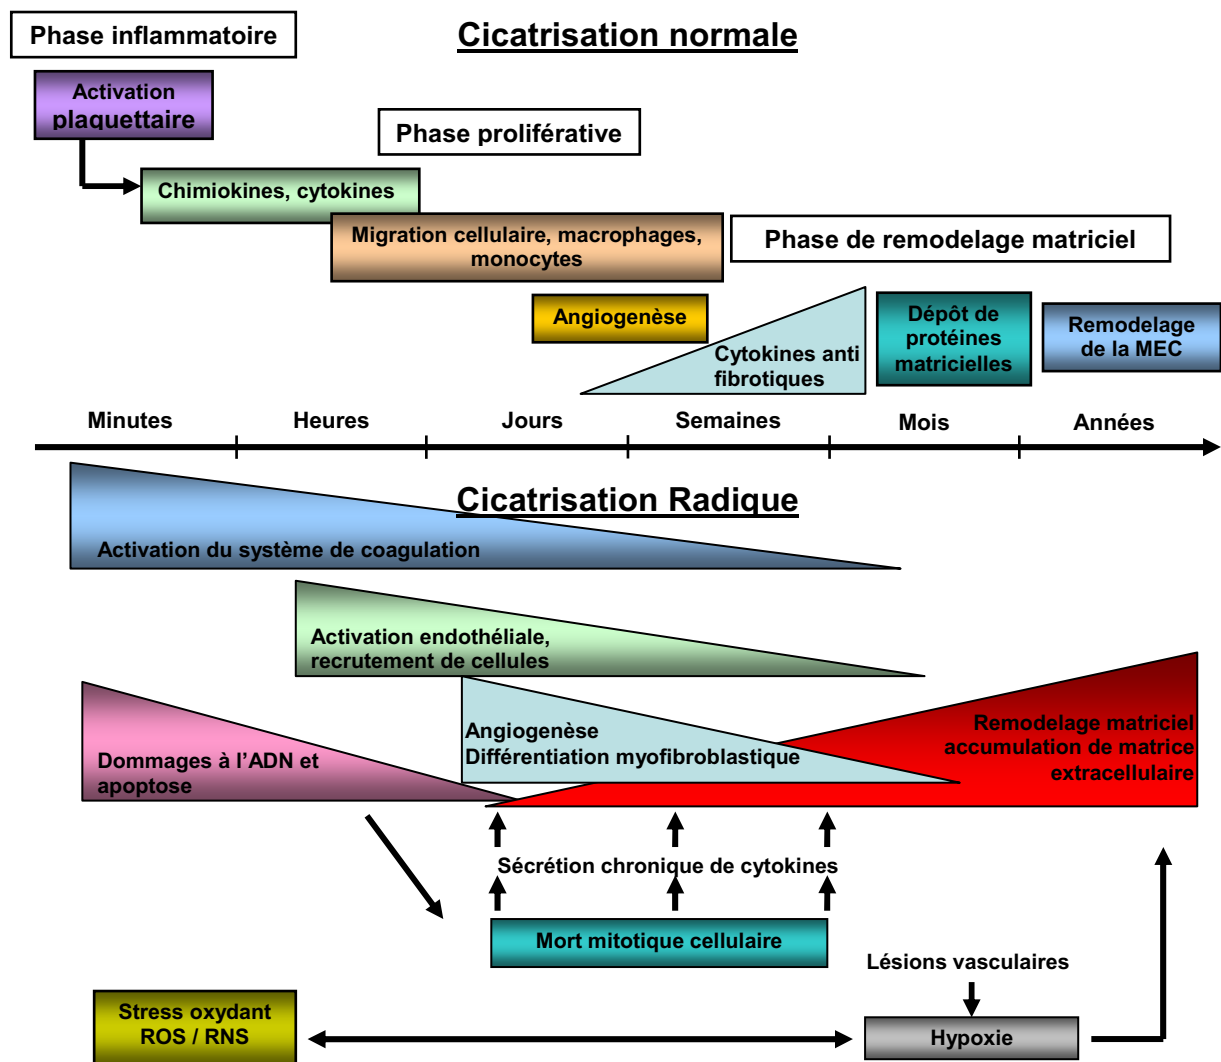 Phase inflammatoire
Cicatrisation normale
Activation
plaquettaire
Phase proliférative
Chimiokines, cytokines
Migration cellulaire, macrophages,
monocytes
Phase de remodelage matriciel
Angiogenèse
Cytokines anti
fibrotiques
Dépôt de
protéines
matricielles
Remodelage
de la MEC
Minutes
Heures
Jours
Semaines
Mois
Années
Cicatrisation Radique
Activation du système de coagulation
Activation endothéliale,
recrutement de cellules
Dommages à l’ADN et
apoptose
Angiogenèse
Différentiation myofibroblastique
Remodelage matriciel
accumulation de matrice
extracellulaire
Sécrétion chronique de cytokines
Mort mitotique cellulaire
Lésions vasculaires
Stress oxydant
ROS / RNS
Hypoxie